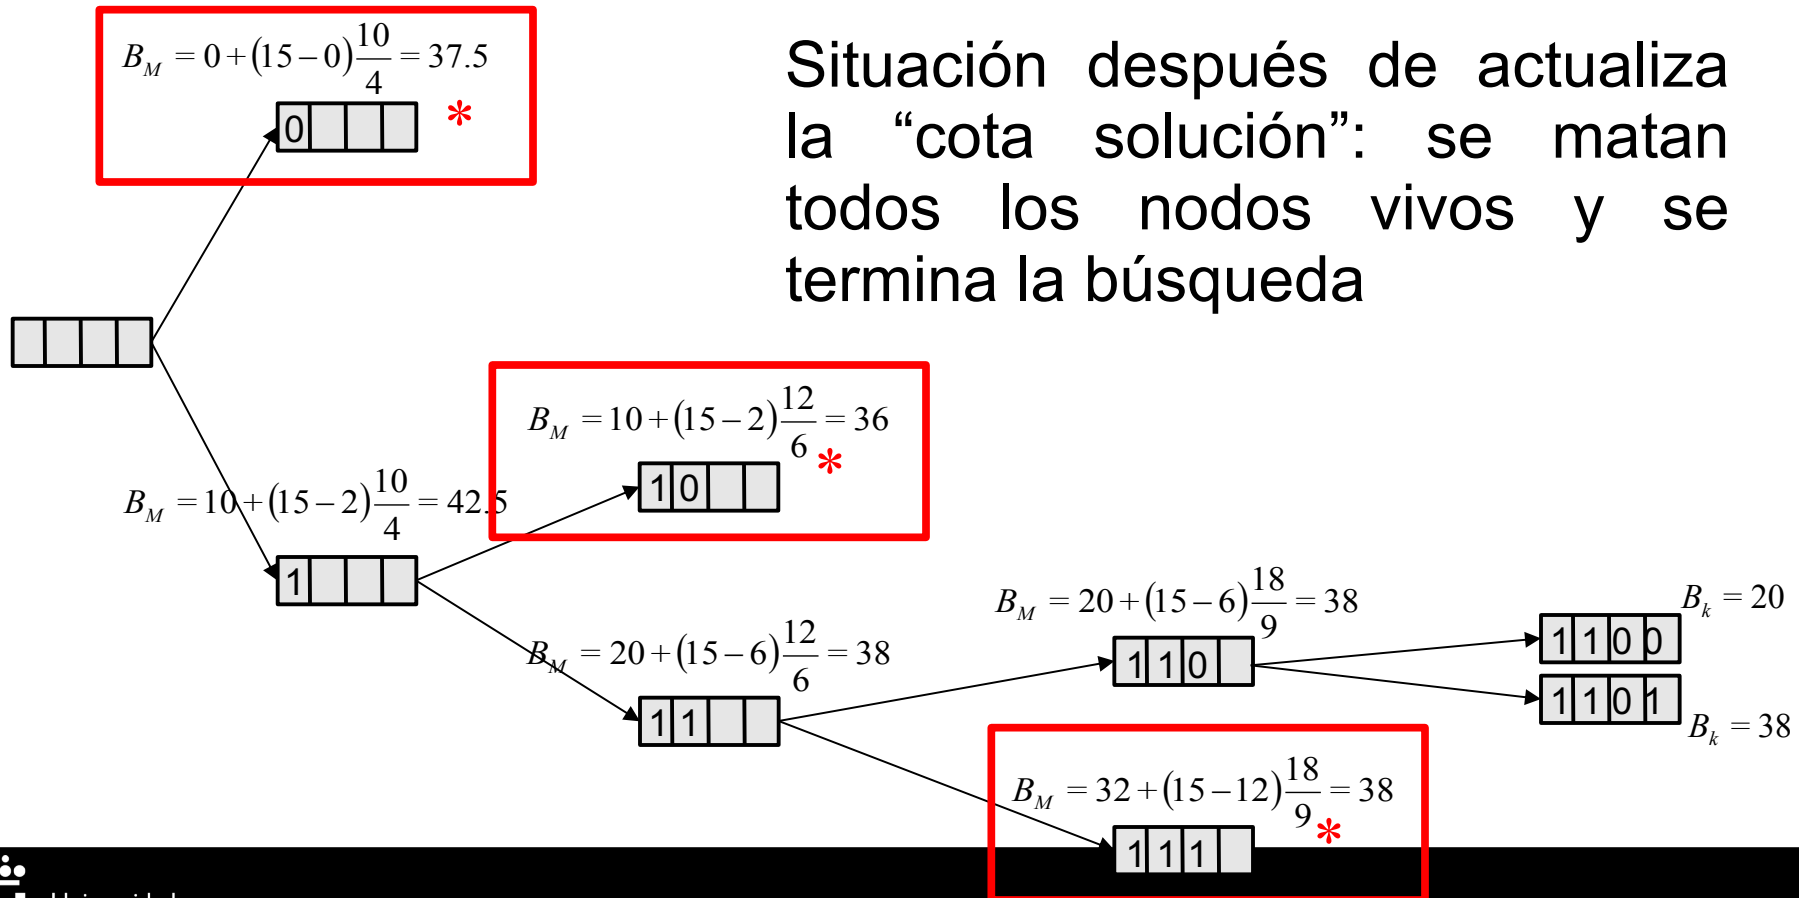 B_M = 0 + (15 − 0) 10/4 = 37.5
0 *
Situación después de actualiza
la “cota solución”: se matan
todos los nodos vivos y se
termina la búsqueda
B_M = 10 + (15 − 2) 12/6 = 36
1 0 *
B_M = 10 + (15 − 2) 10/4 = 42.5
1
B_M = 20 + (15 − 6) 18/9 = 38
1 1 0
B_k = 20
1 1 0 0
1 1 0 1
B_k = 38
B_M = 20 + (15 − 6) 12/6 = 38
1 1
B_M = 32 + (15 − 12) 18/9 = 38
1 1 1 *